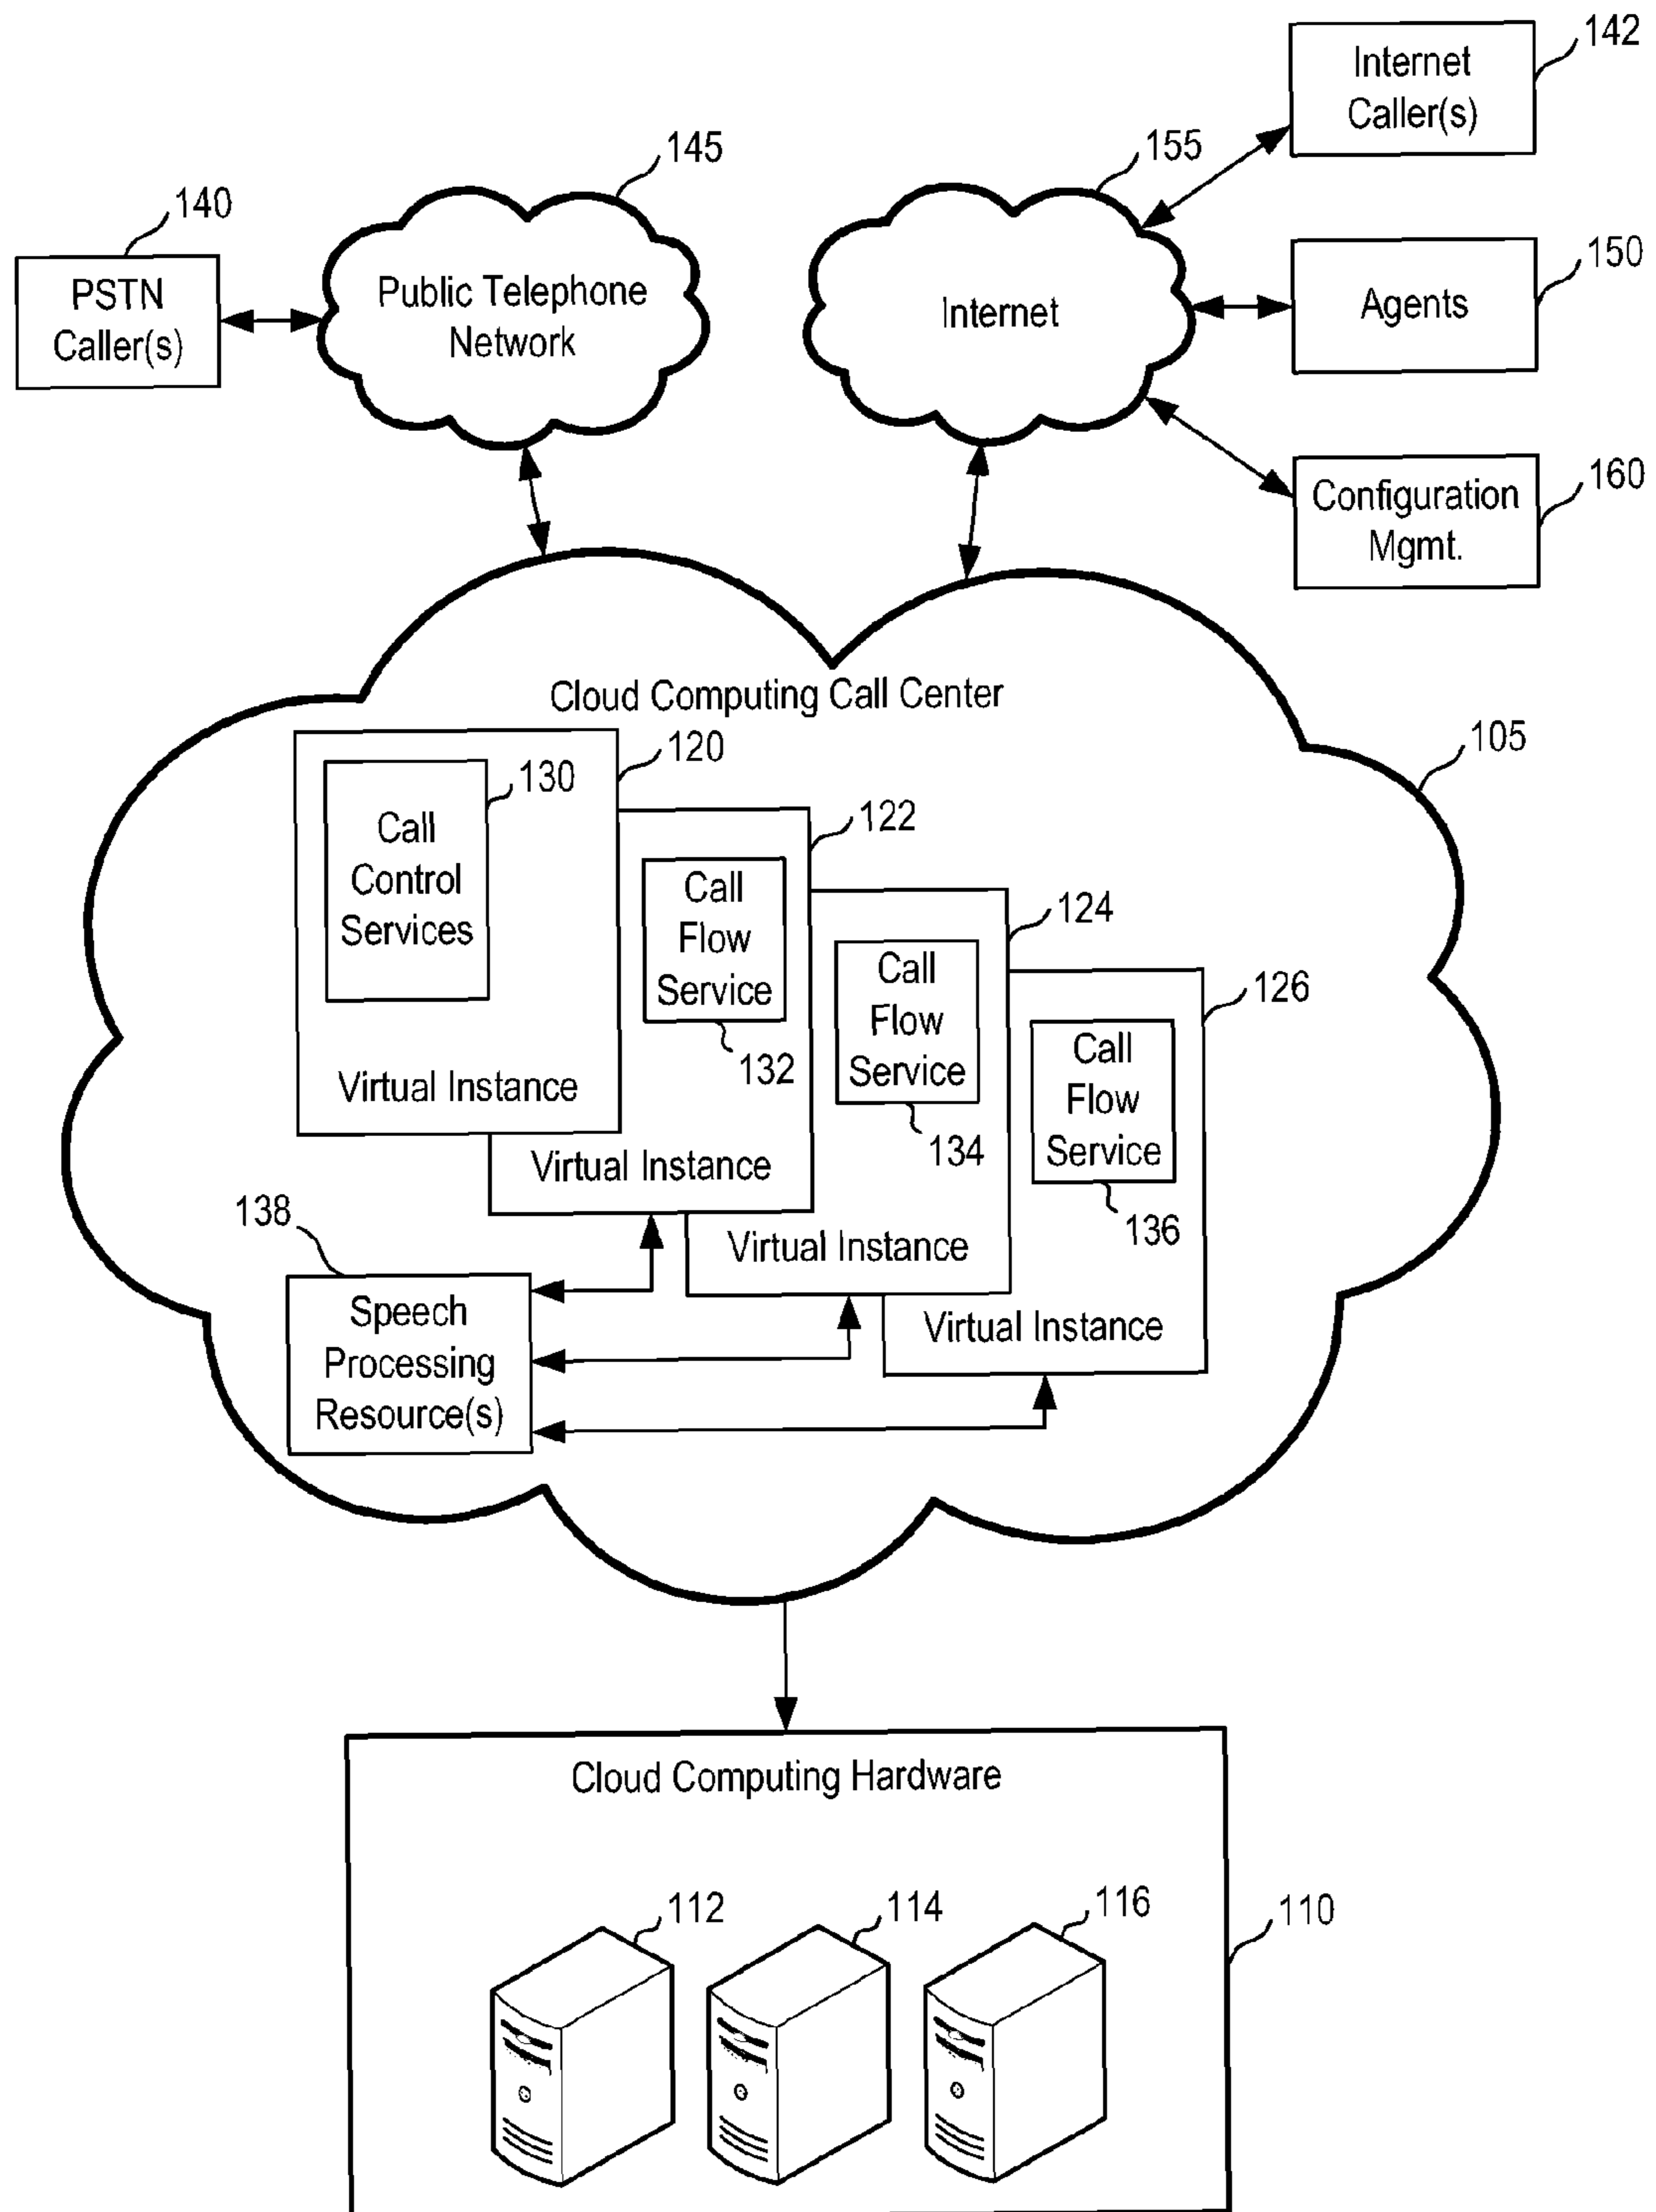 142
Internet
Caller(s)
145
155
140
PSTN
Caller(s)
Public Telephone
Network
Internet
150
Agents
160
Configuration
Mgmt.
Cloud Computing Call Center
105
120
130
Call
Control
Services
Virtual Instance
122
Call
Flow
Service
132
Virtual Instance
124
Call
Flow
Service
134
Virtual Instance
126
Call
Flow
Service
136
Virtual Instance
138
Speech
Processing
Resource(s)
Cloud Computing Hardware
112
114
116
110